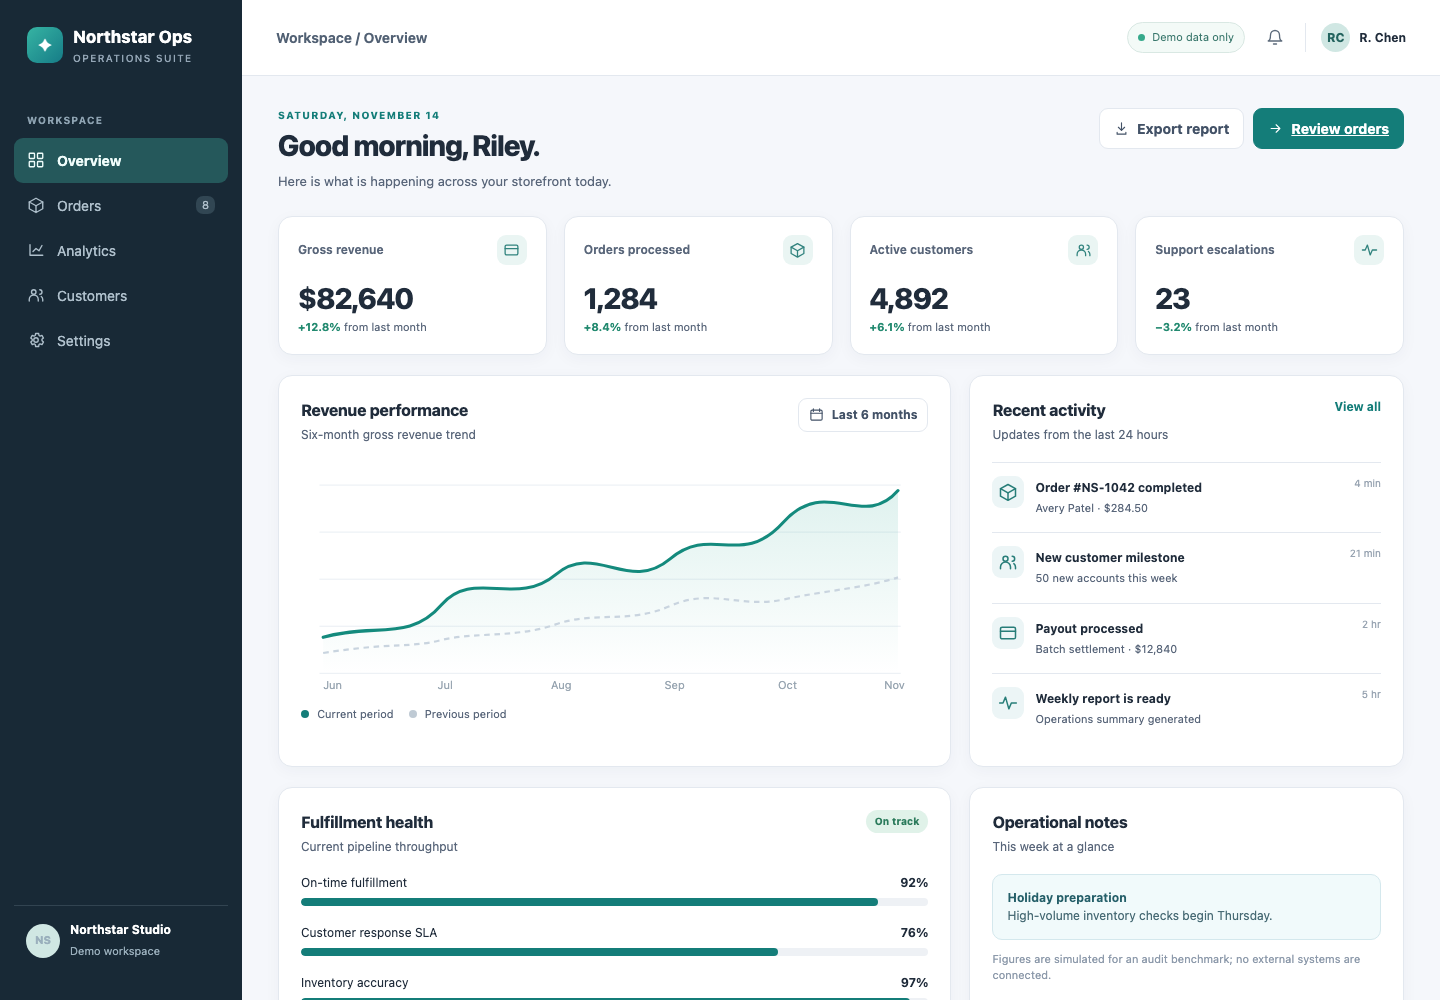 Northstar Ops
OPERATIONS SUITE
WORKSPACE
Overview
Orders
8
Analytics
Customers
Settings
NS
Northstar Studio
Demo workspace
Workspace / Overview
Demo data only
RC
R. Chen
SATURDAY, NOVEMBER 14
Good morning, Riley.
Here is what is happening across your storefront today.
Export report
Review orders
Gross revenue
$82,640
+12.8% from last month
Orders processed
1,284
+8.4% from last month
Active customers
4,892
+6.1% from last month
Support escalations
23
−3.2% from last month
Revenue performance
Six-month gross revenue trend
Last 6 months
Jun
Jul
Aug
Sep
Oct
Nov
Current period
Previous period
Recent activity
Updates from the last 24 hours
View all
Order #NS-1042 completed
Avery Patel · $284.50
4 min
New customer milestone
50 new accounts this week
21 min
Payout processed
Batch settlement · $12,840
2 hr
Weekly report is ready
Operations summary generated
5 hr
Fulfillment health
Current pipeline throughput
On track
On-time fulfillment
92%
Customer response SLA
76%
Inventory accuracy
97%
Operational notes
This week at a glance
Holiday preparation
High-volume inventory checks begin Thursday.
Figures are simulated for an audit benchmark; no external systems are
connected.